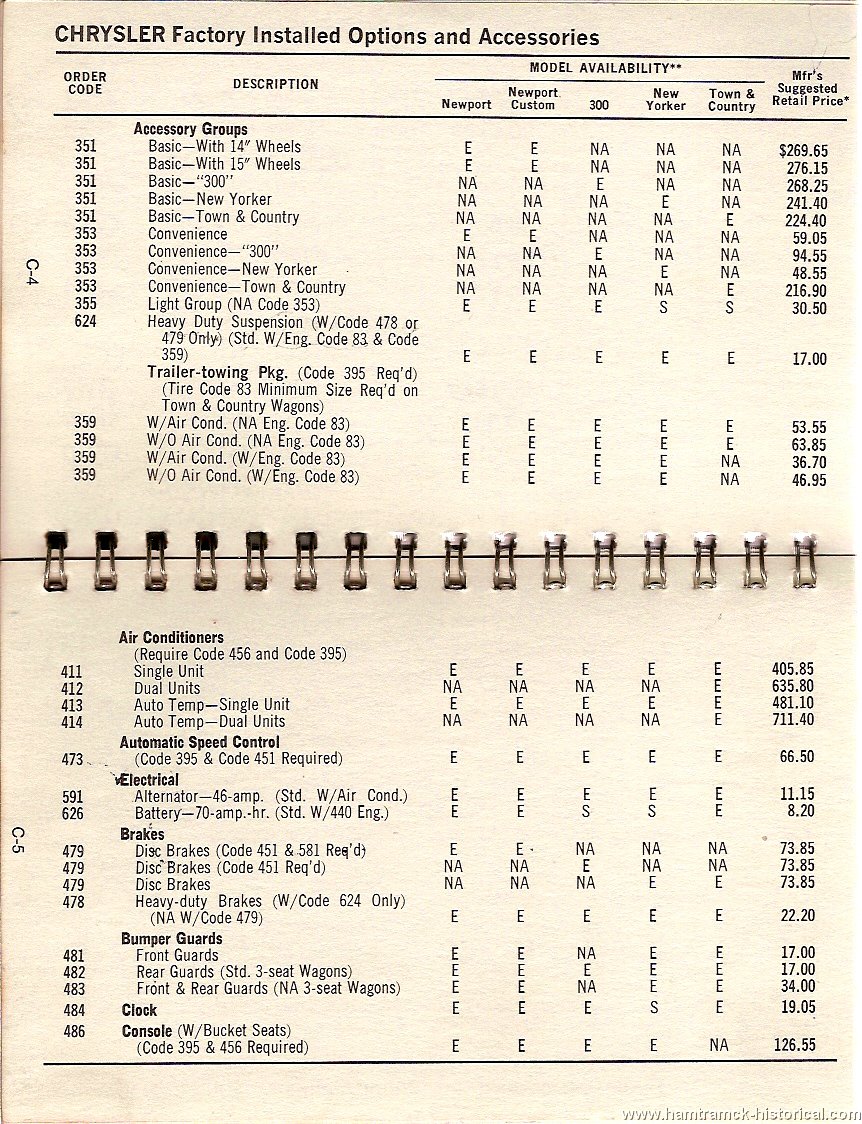 CHRYSLER Factory Installed Options and Accessories
MODEL AVAILABILITY**
ORDER CODE DESCRIPTION Newport Newport Custom 300 New Yorker Town & Country Mfr's Suggested Retail Price*
Accessory Groups
351 Basic—With 14" Wheels E E NA NA NA $269.65
351 Basic—With 15" Wheels E E NA NA NA 276.15
351 Basic—"300" NA NA E NA NA 268.25
351 Basic—New Yorker NA NA NA E NA 241.40
351 Basic—Town & Country NA NA NA NA E 224.40
353 Convenience E E NA NA NA 59.05
353 Convenience—"300" NA NA E NA NA 94.55
353 Convenience—New Yorker NA NA NA E NA 48.55
353 Convenience—Town & Country NA NA NA NA E 216.90
355 Light Group (NA Code 353) E E E S S 30.50
624 Heavy Duty Suspension (W/Code 478 or
479 Only) (Std. W/Eng. Code 83 & Code
359) E E E E E 17.00
Trailer-towing Pkg. (Code 395 Req'd)
(Tire Code 83 Minimum Size Req'd on
Town & Country Wagons)
359 W/Air Cond. (NA Eng. Code 83) E E E E E 53.55
359 W/O Air Cond. (NA Eng. Code 83) E E E E E 63.85
359 W/Air Cond. (W/Eng. Code 83) E E E E NA 36.70
359 W/O Air Cond. (W/Eng. Code 83) E E E E NA 46.95
C-4
Air Conditioners
(Require Code 456 and Code 395)
411 Single Unit E E E E E 405.85
412 Dual Units NA NA NA NA E 635.80
413 Auto Temp—Single Unit E E E E E 481.10
414 Auto Temp—Dual Units NA NA NA NA E 711.40
Automatic Speed Control
473 (Code 395 & Code 451 Required) E E E E E 66.50
Electrical
591 Alternator—46-amp. (Std. W/Air Cond.) E E E E E 11.15
626 Battery—70-amp.-hr. (Std. W/440 Eng.) E E S S E 8.20
Brakes
479 Disc Brakes (Code 451 & 581 Req'd) E E NA NA NA 73.85
479 Disc Brakes (Code 451 Req'd) NA NA E NA NA 73.85
479 Disc Brakes NA NA NA E E 73.85
478 Heavy-duty Brakes (W/Code 624 Only)
(NA W/Code 479) E E E E E 22.20
Bumper Guards
481 Front Guards E E NA E E 17.00
482 Rear Guards (Std. 3-seat Wagons) E E E E E 17.00
483 Front & Rear Guards (NA 3-seat Wagons) E E NA E E 34.00
484 Clock E E E S E 19.05
486 Console (W/Bucket Seats)
(Code 395 & 456 Required) E E E E NA 126.55
C-5
www.hamtramck-historical.com